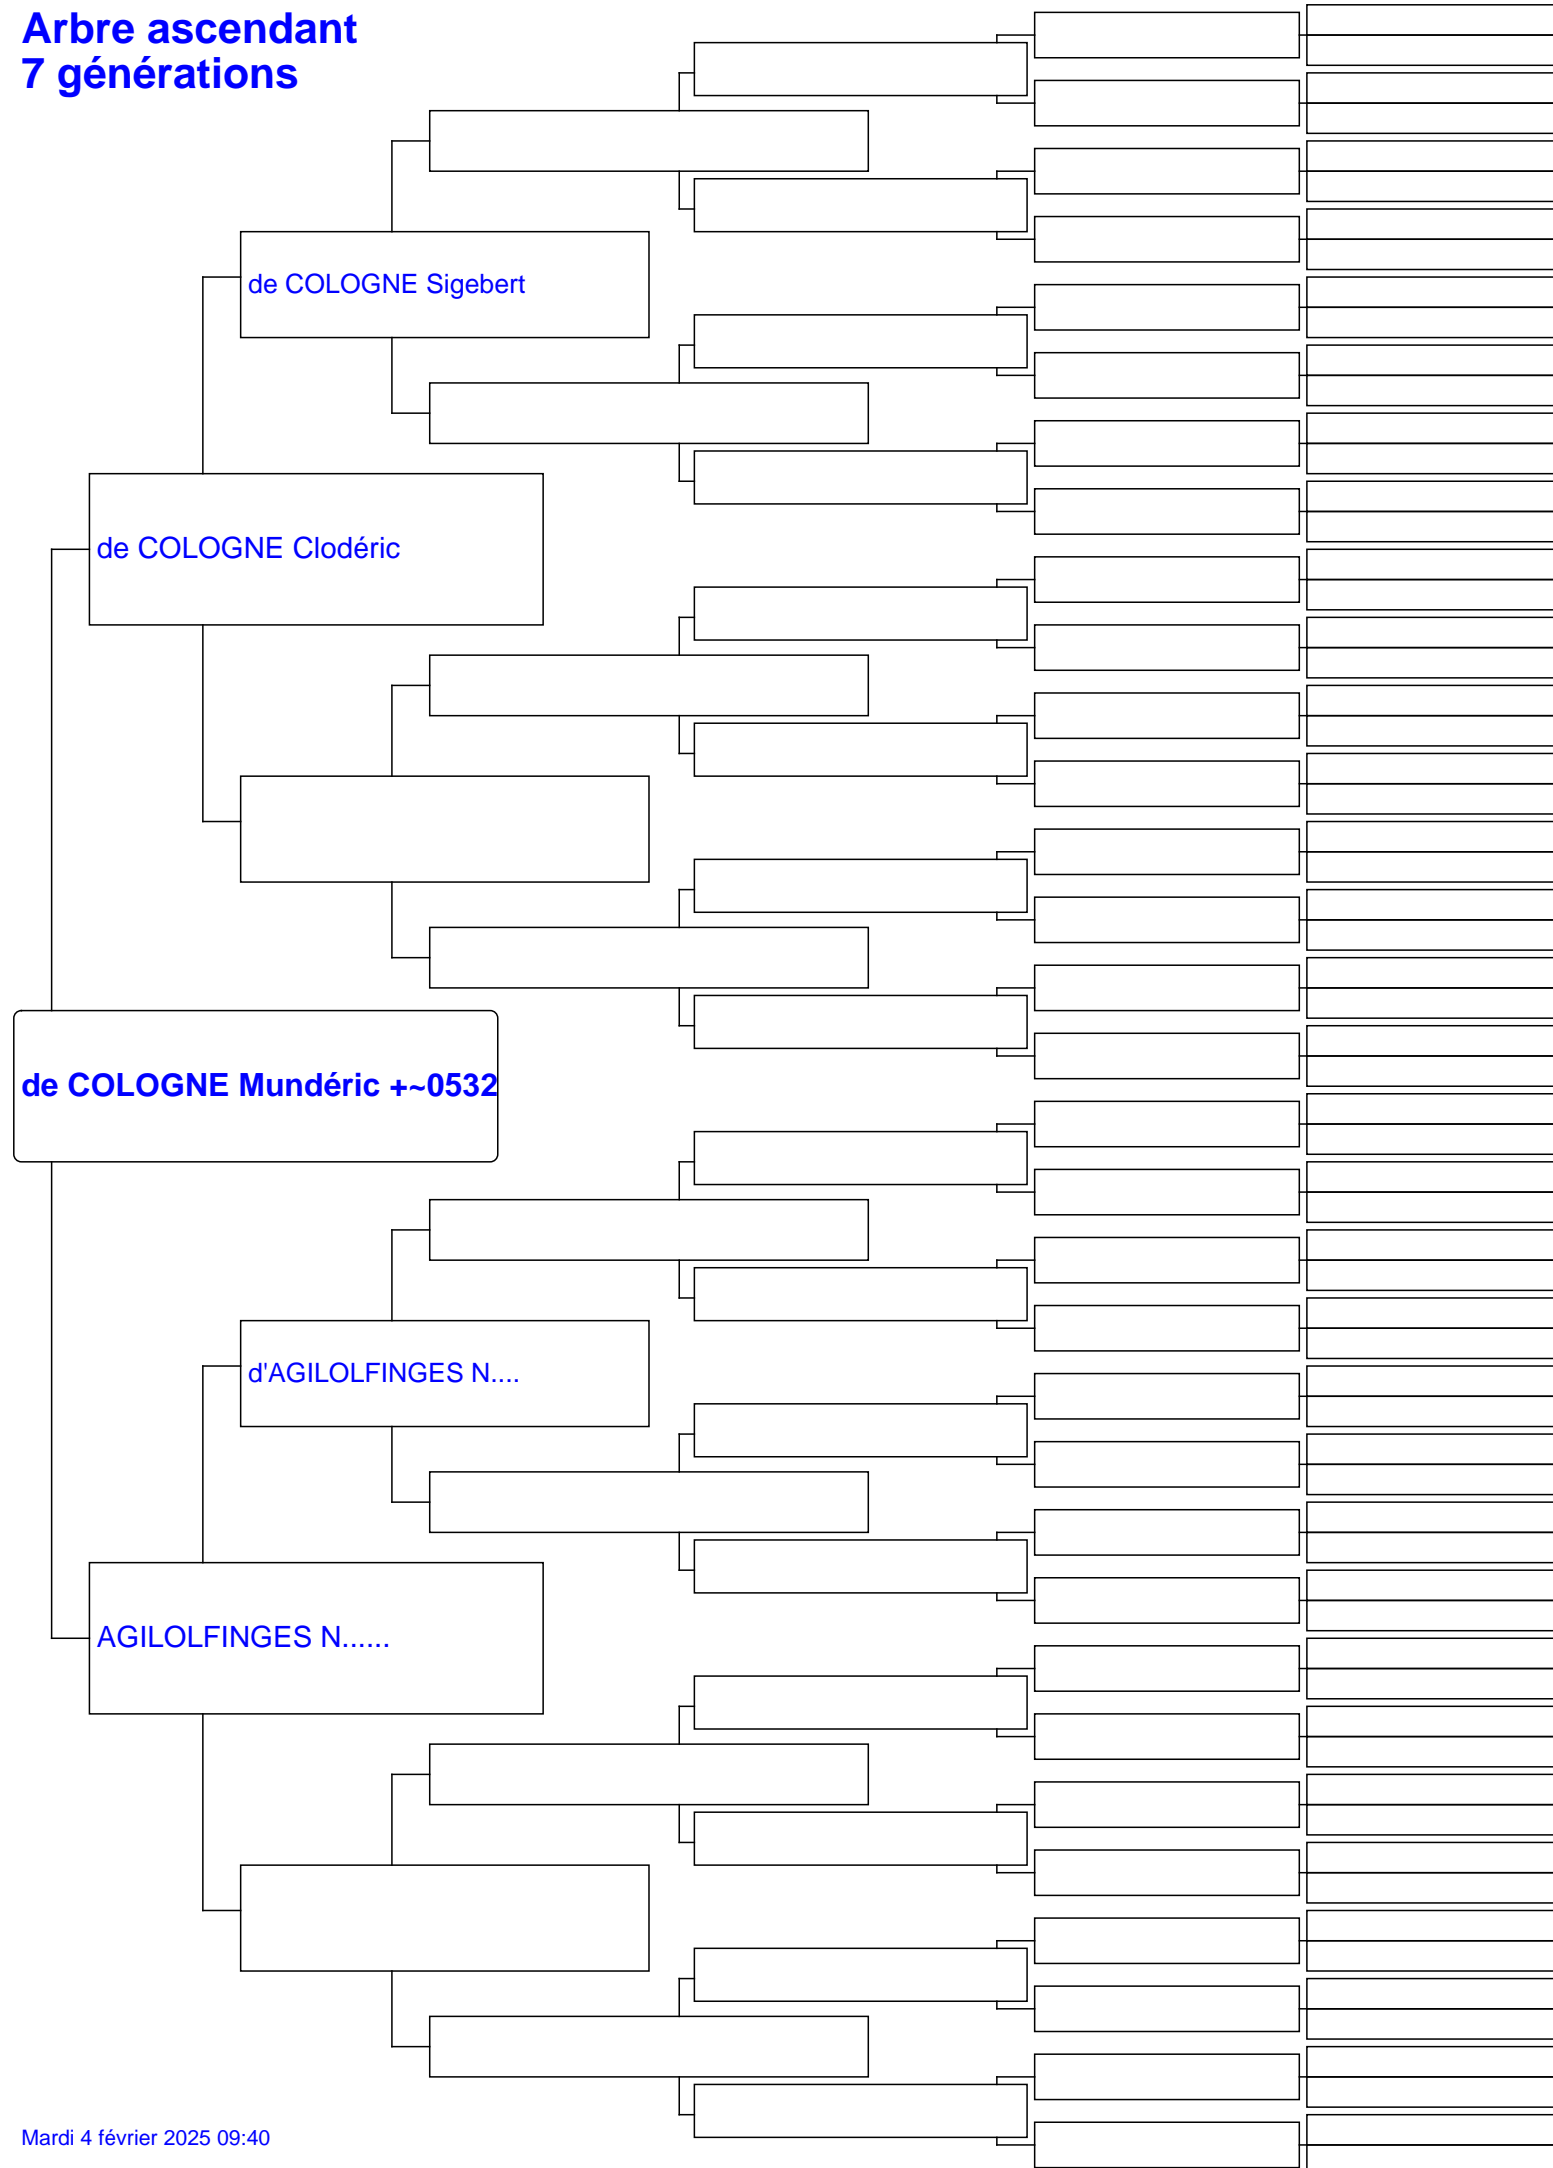 Arbre ascendant
7 générations
de COLOGNE Sigebert
de COLOGNE Clodéric
de COLOGNE Mundéric +~0532
d'AGILOLFINGES N....
AGILOLFINGES N......
Mardi 4 février 2025 09:40